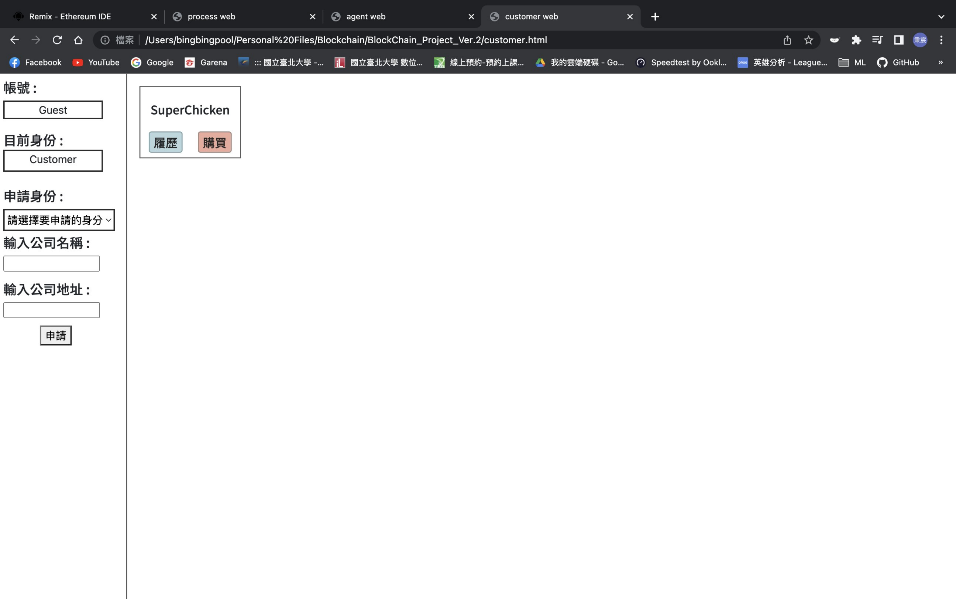 Remix - Ethereum IDE
process web
agent web
customer web
檔案
/Users/bingbingpool/Personal%20Files/Blockchain/BlockChain_Project_Ver.2/customer.html
Facebook
YouTube
Google
Garena
::: 國立臺北大學 -...
國立臺北大學 數位...
線上預約-預約上課...
我的雲端硬碟 - Go...
Speedtest by Ookl...
英雄分析 - League...
ML
GitHub
»
帳號 :
Guest
目前身份 :
Customer
申請身份 :
請選擇要申請的身分
輸入公司名稱 :
輸入公司地址 :
申請
SuperChicken
履歷 購買